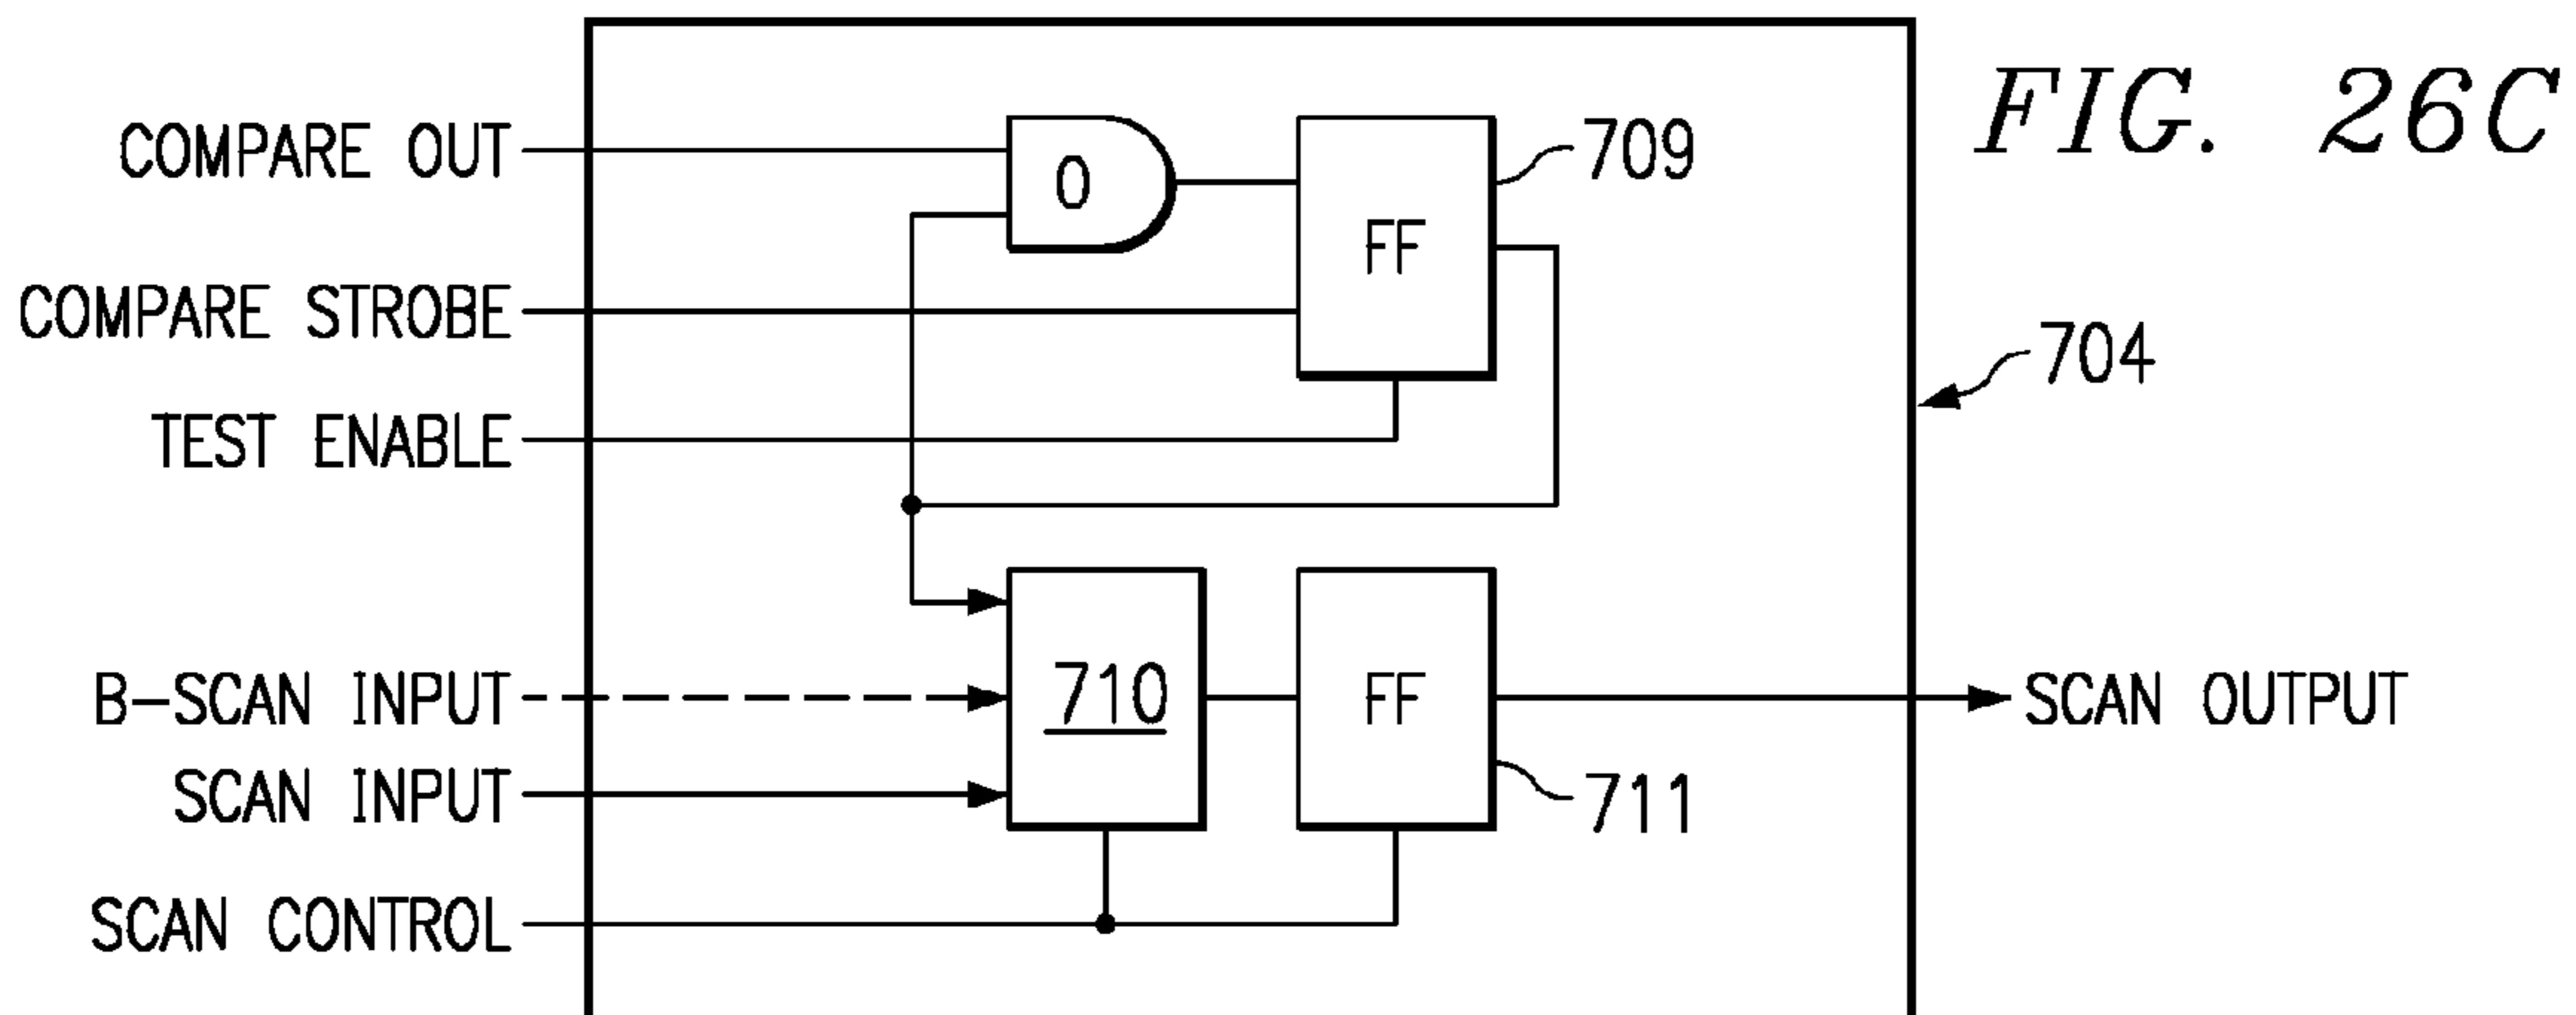 FIG. 26C
COMPARE OUT
0
709
FF
COMPARE STROBE
704
TEST ENABLE
B-SCAN INPUT
710
FF
SCAN OUTPUT
SCAN INPUT
711
SCAN CONTROL